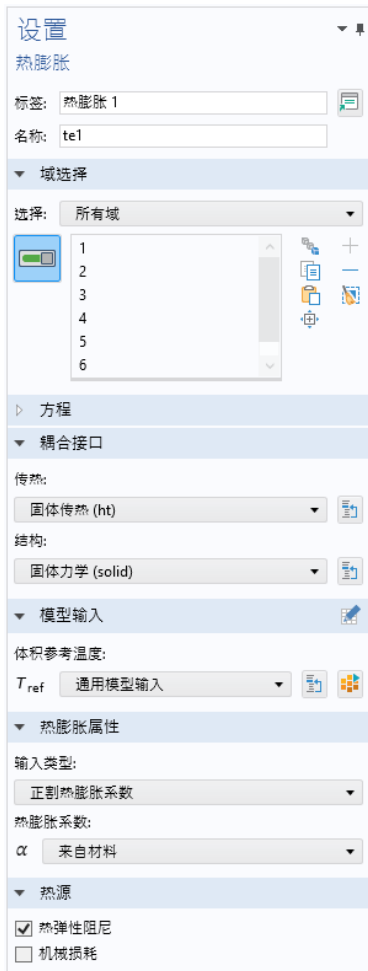 设置
热膨胀
标签: 热膨胀 1
名称: te1
域选择
选择: 所有域
1
2
3
4
5
6
方程
耦合接口
传热:
固体传热 (ht)
结构:
固体力学 (solid)
模型输入
体积参考温度:
Tref 通用模型输入
热膨胀属性
输入类型:
正割热膨胀系数
热膨胀系数:
α 来自材料
热源
热弹性阻尼
机械损耗